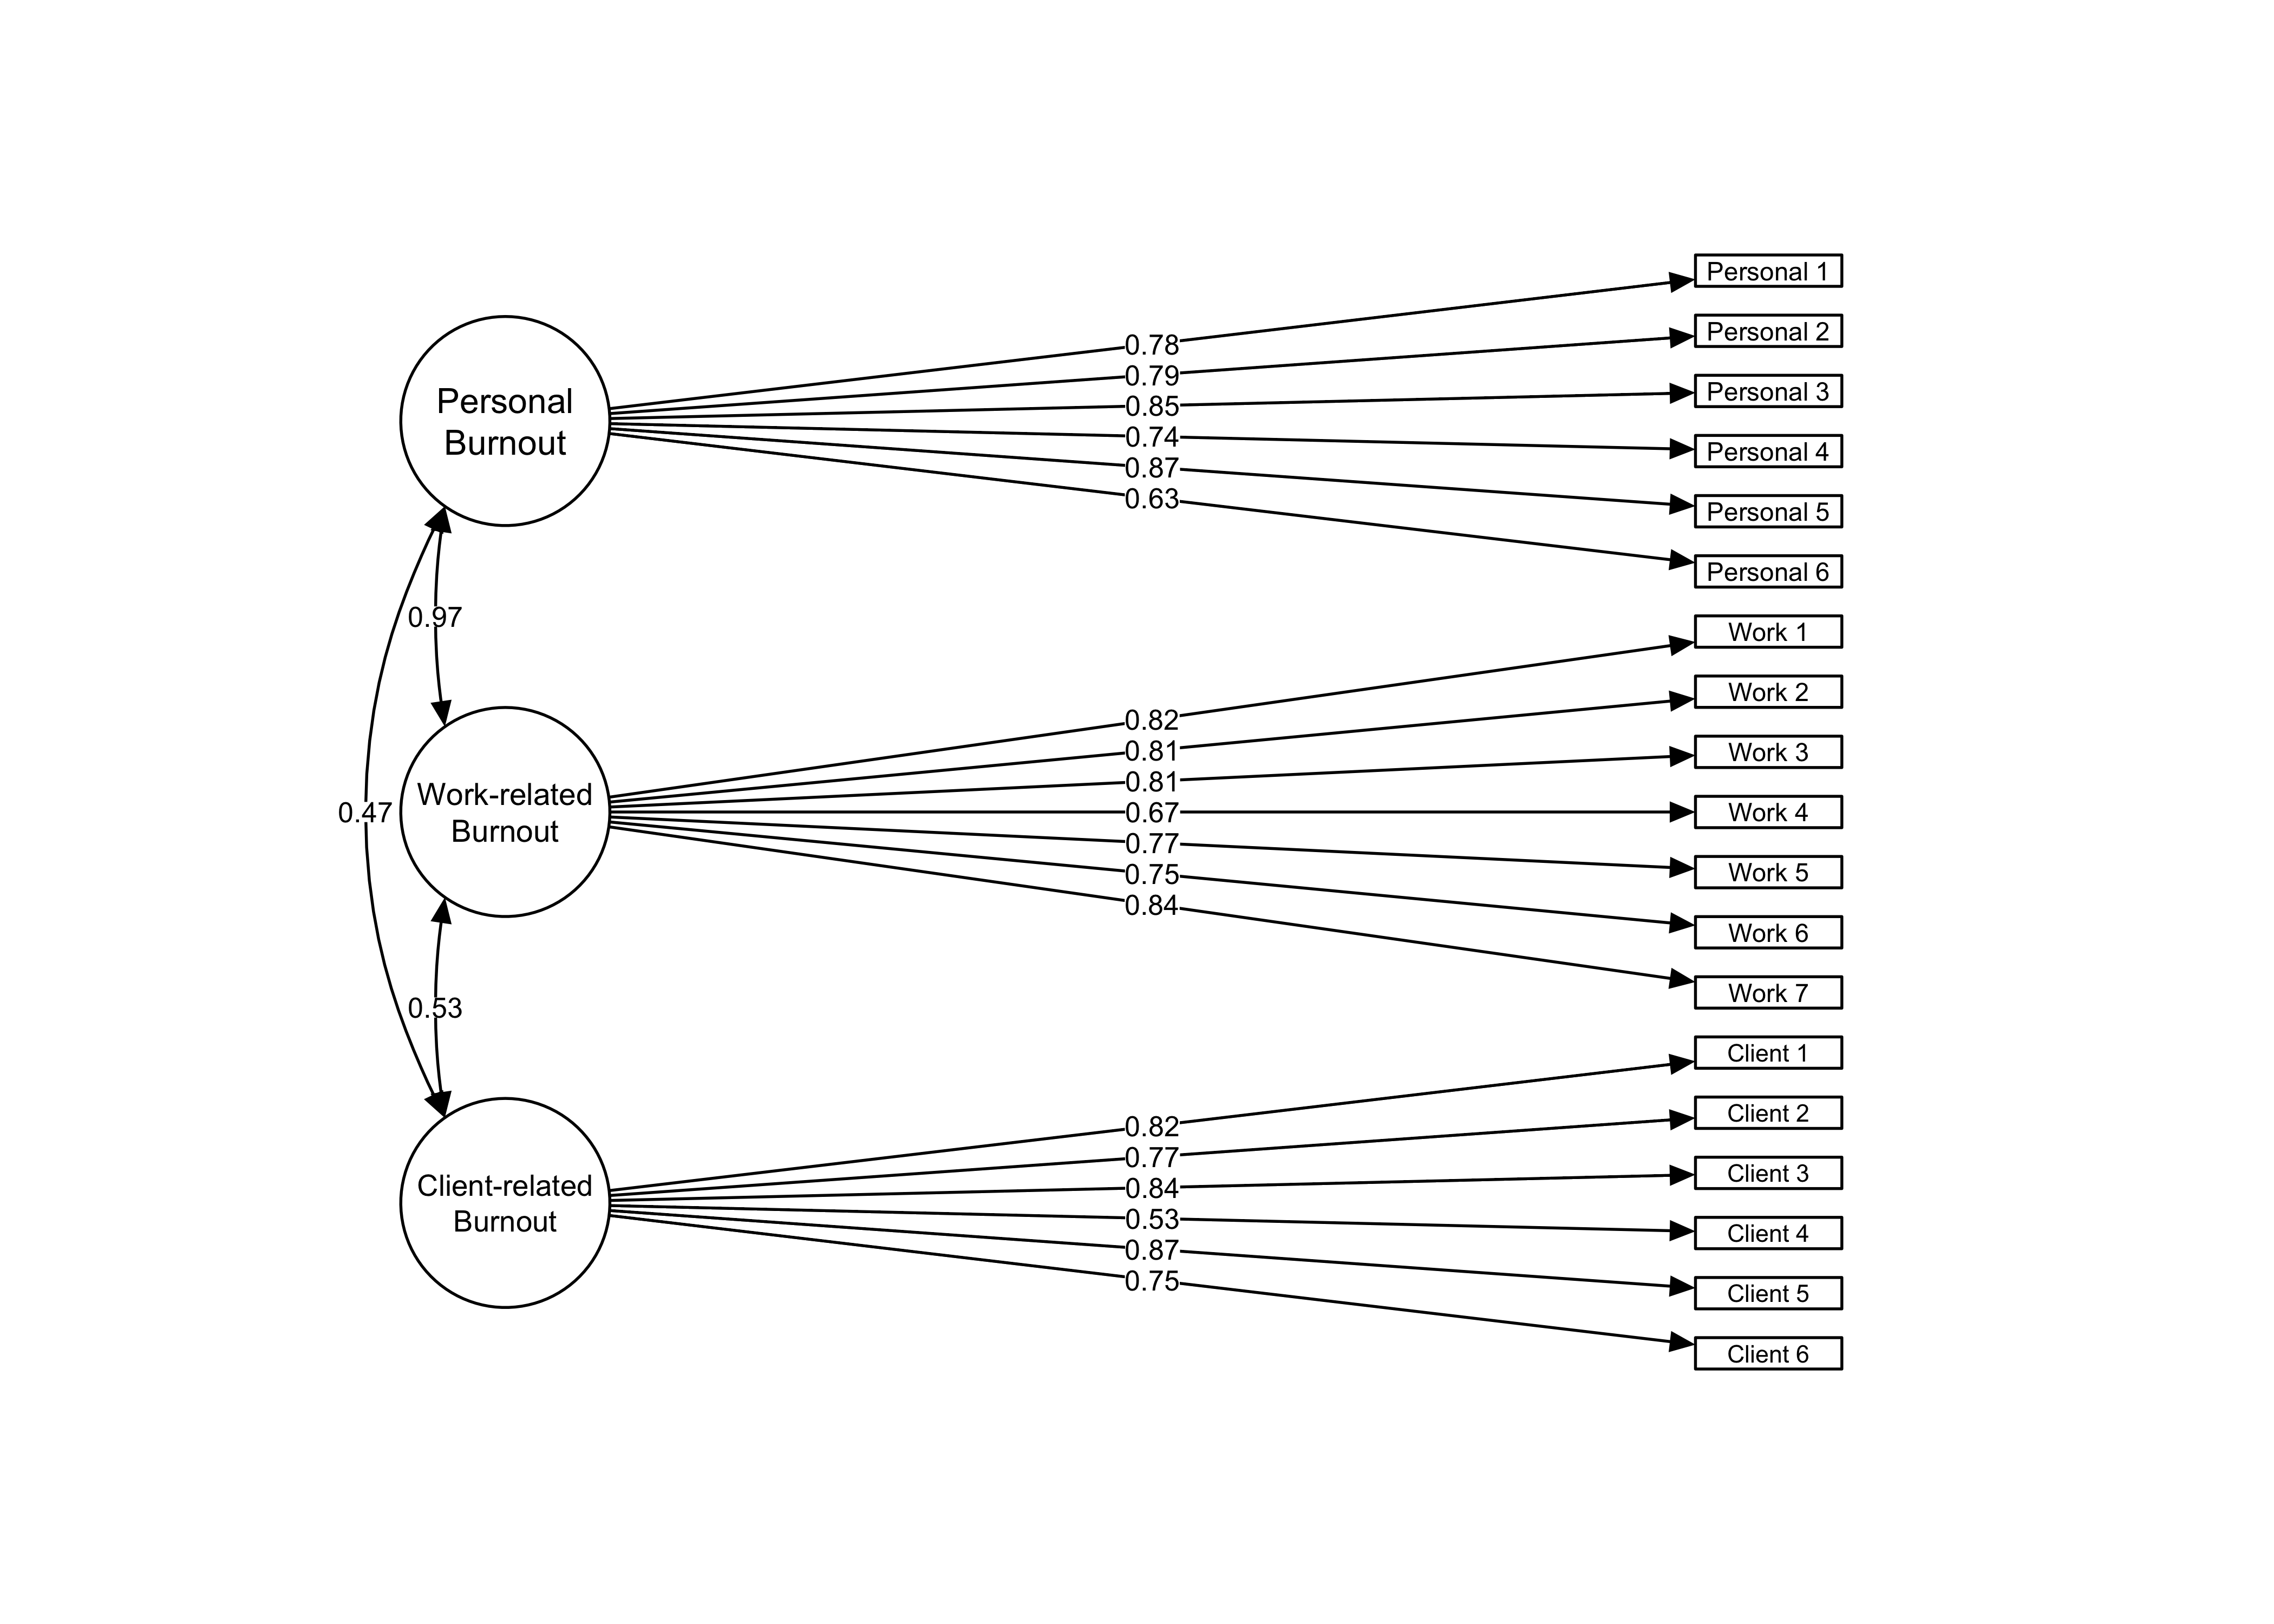 Personal
Burnout
Work-related
Burnout
Client-related
Burnout
0.97
0.47
0.53
0.78
0.79
0.85
0.74
0.87
0.63
0.82
0.81
0.81
0.67
0.77
0.75
0.84
0.82
0.77
0.84
0.53
0.87
0.75
Personal 1
Personal 2
Personal 3
Personal 4
Personal 5
Personal 6
Work 1
Work 2
Work 3
Work 4
Work 5
Work 6
Work 7
Client 1
Client 2
Client 3
Client 4
Client 5
Client 6